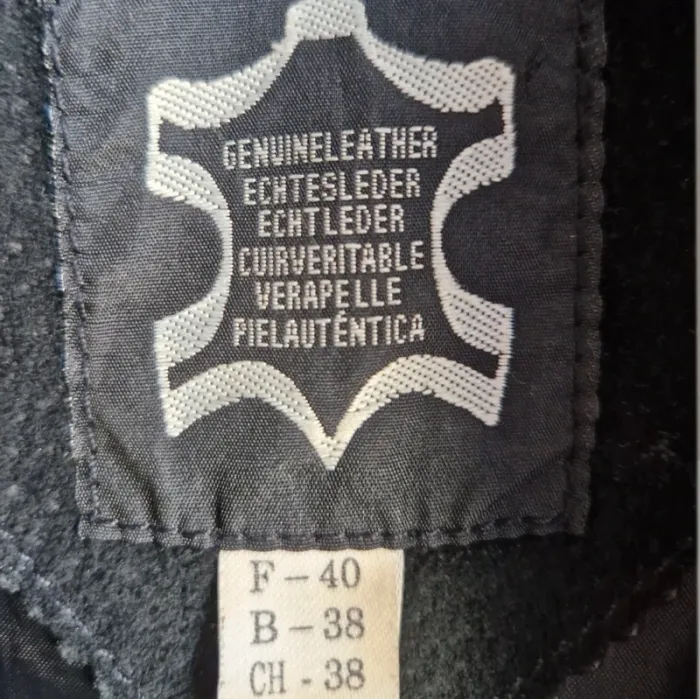 GENUINELEATHER
ECHTESLEDER
ECHTLEDER
CUIRVERITABLE
VERAPELLE
PIELAUTÉNTICA
F - 40
B - 38
CH - 38